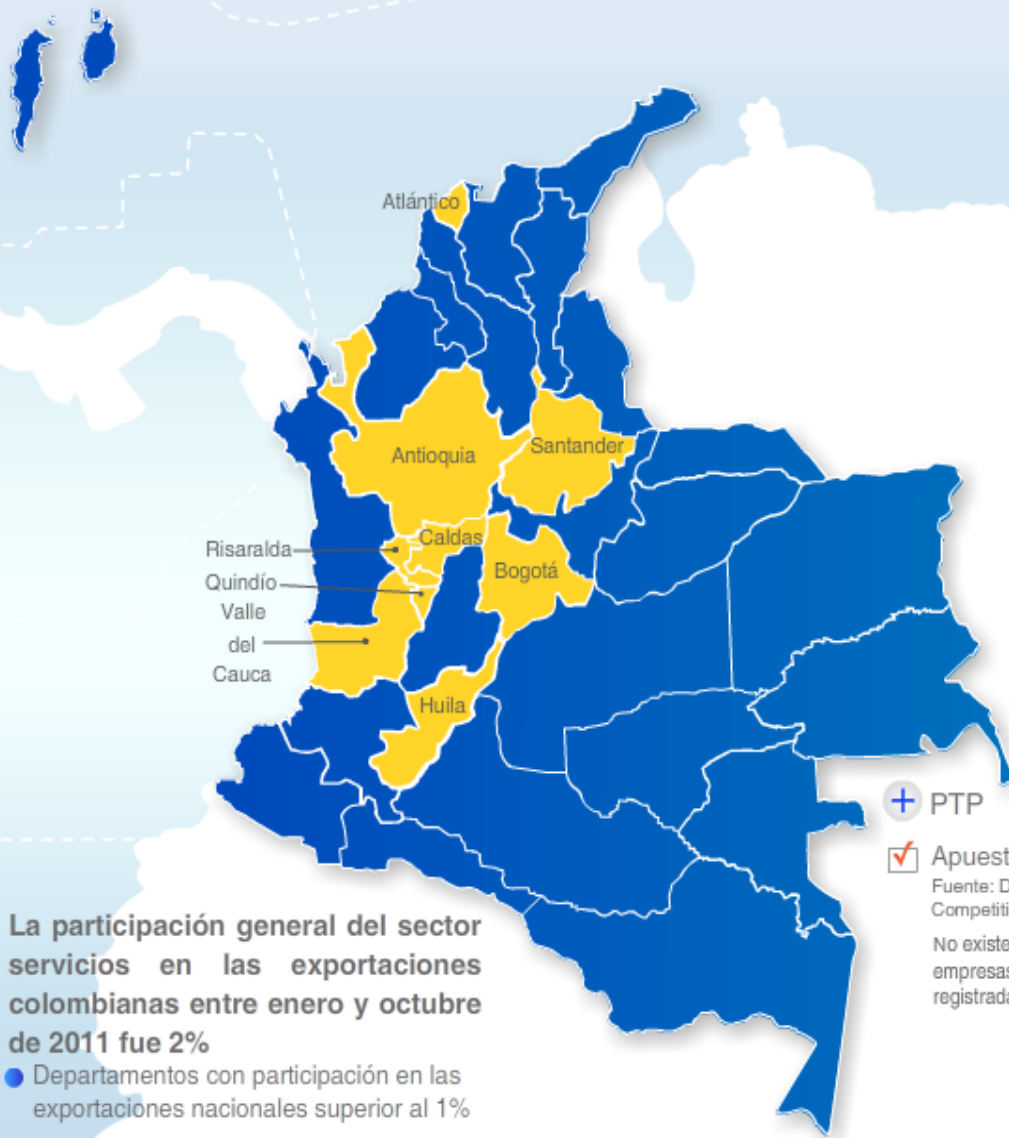 Atlántico
Antioquia
Santander
Risaralda
Caldas
Quindío
Bogotá
Valle
del
Cauca
Huila
PTP
Fuente:
No existe
La participación general del sector
servicios en las exportaciones
colombianas entre enero y octubre
de 2011 fue 2%
Departamentos con participación en las
exportaciones nacionales superior al 1%